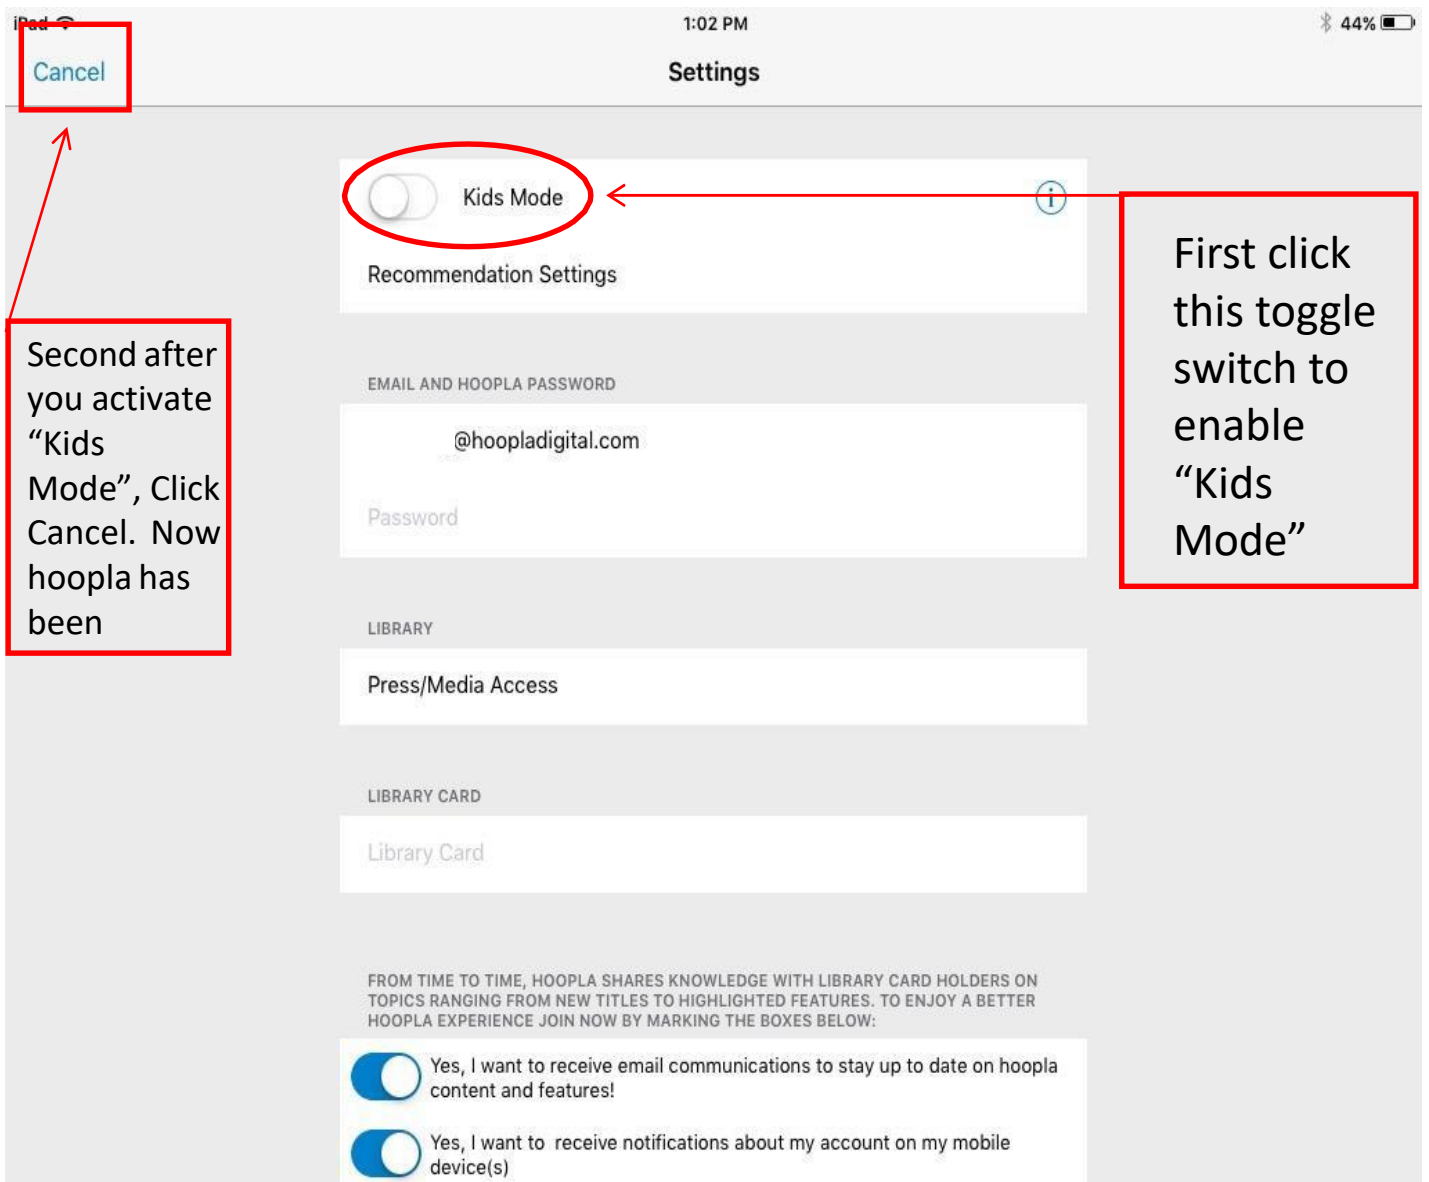 iPad
1:02 PM
44%
Cancel
Settings
Kids Mode
Recommendation Settings
First click
this toggle
switch to
enable
“Kids
Mode”
Second after
you activate
“Kids
Mode”, Click
Cancel.  Now
hoopla has
been
EMAIL AND HOOPLA PASSWORD
@hoopladigital.com
Password
LIBRARY
Press/Media Access
LIBRARY CARD
Library Card
FROM TIME TO TIME, HOOPLA SHARES KNOWLEDGE WITH LIBRARY CARD HOLDERS ON
TOPICS RANGING FROM NEW TITLES TO HIGHLIGHTED FEATURES. TO ENJOY A BETTER
HOOPLA EXPERIENCE JOIN NOW BY MARKING THE BOXES BELOW:
Yes, I want to receive email communications to stay up to date on hoopla
content and features!
Yes, I want to  receive notifications about my account on my mobile
device(s)